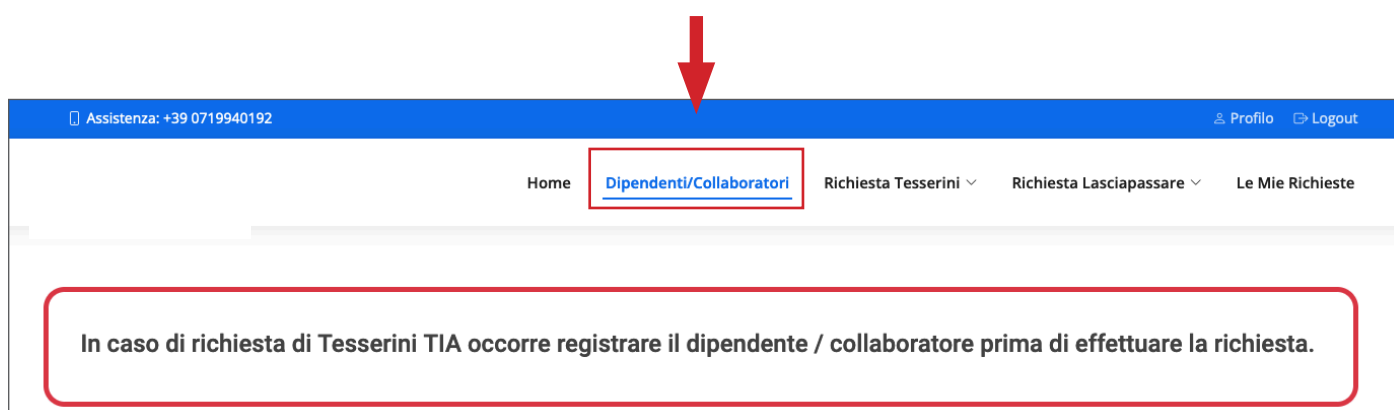 Assistenza: +39 0719940192
Profilo Logout
Home Dipendenti/Collaboratori Richiesta Tesserini Richiesta Lasciapassare Le Mie Richieste
In caso di richiesta di Tesserini TIA occorre registrare il dipendente / collaboratore prima di effettuare la richiesta.